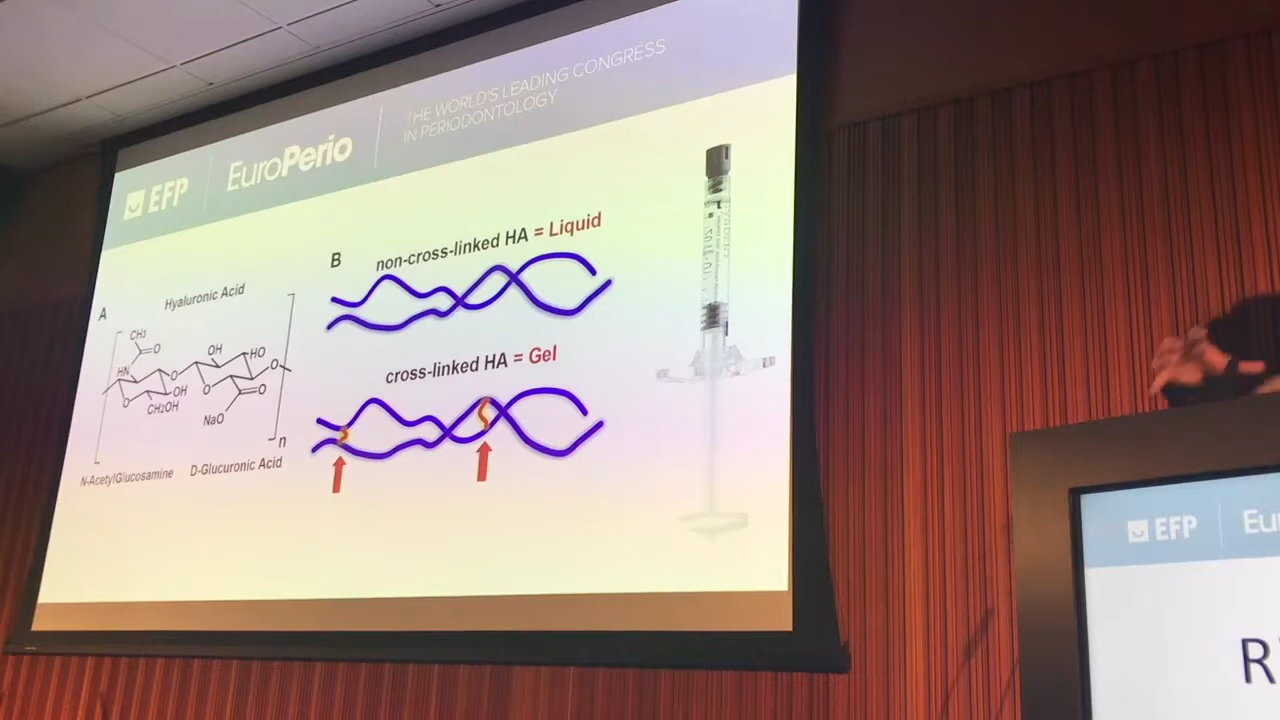 EFP
EuroPerio
THE WORLD'S LEADING CONGRESS
IN PERIODONTOLOGY
A
Hyaluronic Acid
CH3
O
HN
O
CH2OH
OH
O
OH
HO
O
O
NaO
O
n
N-AcetylGlucosamine
D-Glucuronic Acid
B
non-cross-linked HA = Liquid
cross-linked HA = Gel
EFP
Eu
R